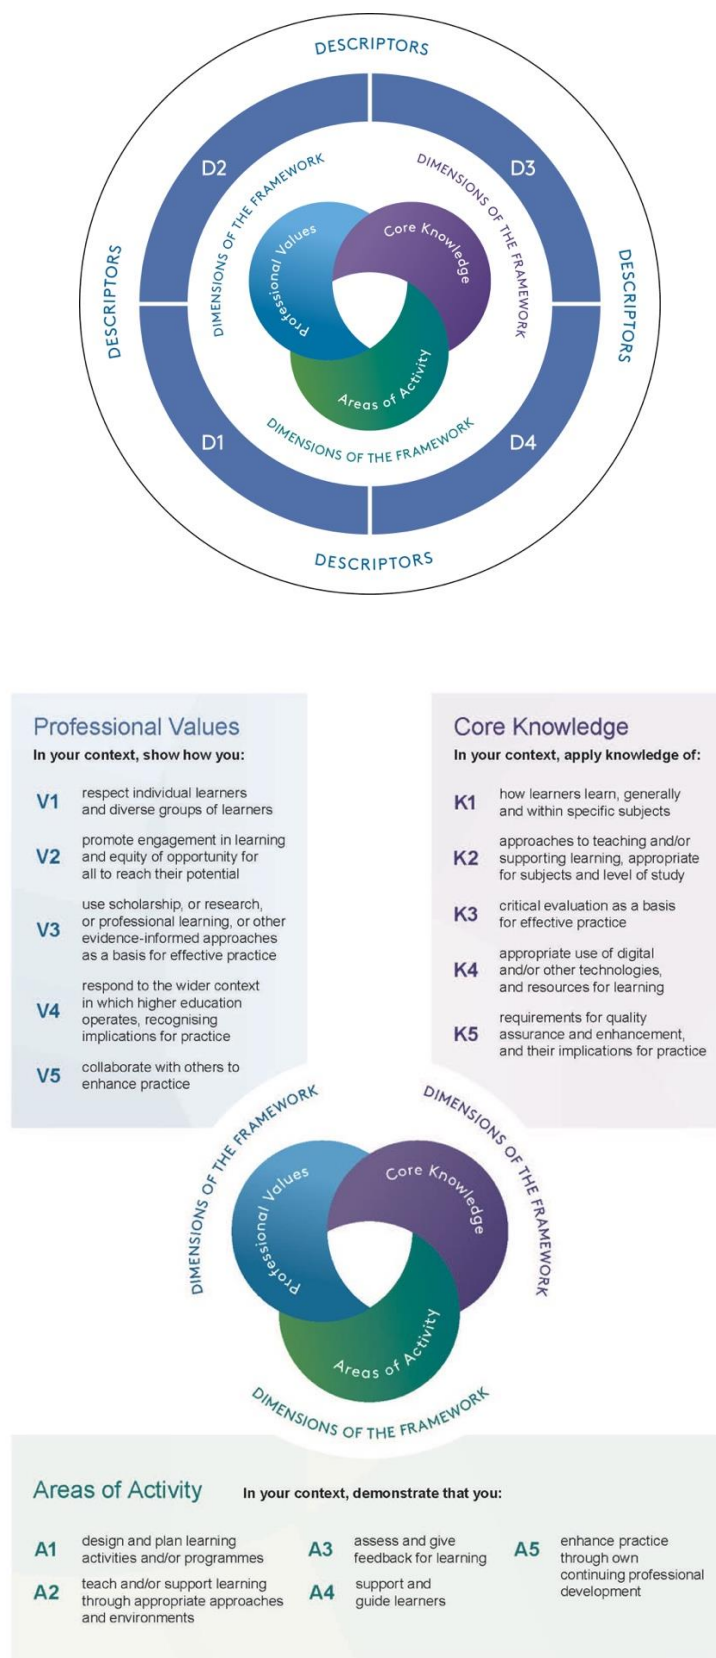 DESCRIPTORS
D2
D3
DIMENSIONS OF THE FRAMEWORK
DIMENSIONS OF THE FRAMEWORK
Professional Values
Core Knowledge
DESCRIPTORS
DESCRIPTORS
Areas of Activity
DIMENSIONS OF THE FRAMEWORK
D1
D4
DESCRIPTORS
Professional Values
In your context, show how you:
V1 respect individual learners
and diverse groups of learners
V2 promote engagement in learning
and equity of opportunity for
all to reach their potential
V3 use scholarship, or research,
or professional learning, or other
evidence-informed approaches
as a basis for effective practice
V4 respond to the wider context
in which higher education
operates, recognising
implications for practice
V5 collaborate with others to
enhance practice
Core Knowledge
In your context, apply knowledge of:
K1 how learners learn, generally
and within specific subjects
K2 approaches to teaching and/or
supporting learning, appropriate
for subjects and level of study
K3 critical evaluation as a basis
for effective practice
K4 appropriate use of digital
and/or other technologies,
and resources for learning
K5 requirements for quality
assurance and enhancement,
and their implications for practice
DIMENSIONS OF THE FRAMEWORK
DIMENSIONS OF THE FRAMEWORK
Professional Values
Core Knowledge
Areas of Activity
DIMENSIONS OF THE FRAMEWORK
Areas of Activity In your context, demonstrate that you:
A1 design and plan learning
activities and/or programmes
A2 teach and/or support learning
through appropriate approaches
and environments
A3 assess and give
feedback for learning
A4 support and
guide learners
A5 enhance practice
through own
continuing professional
development